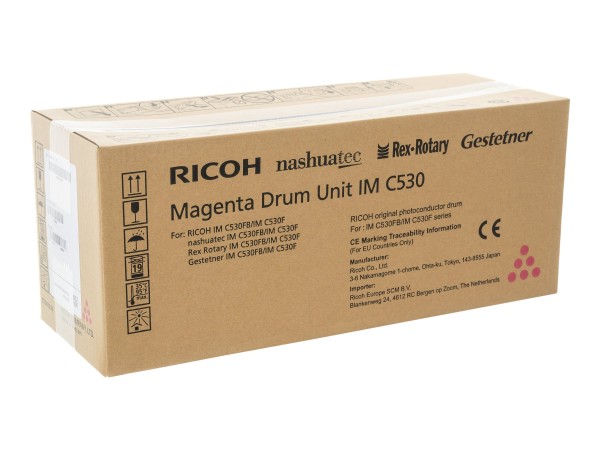 RICOH nashuatec Rex-Rotary Gestetner
Magenta Drum Unit IM C530
For: RICOH IM C530FB/IM C530F
nashuatec IM C530FB/IM C530F
Rex Rotary IM C530FB/IM C530F
Gestetner IM C530FB/IM C530F
RICOH original photoconductor drum
For : IM C530FB/IM C530F series
CE Marking Traceability Information
(For EU Countries Only)
Manufacturer:
Ricoh Co., Ltd.
3-6 Nakamagome 1-chome, Ohta-ku, Tokyo, 143-8555 Japan
Importer:
Ricoh Europe SCM B.V.
Blankenweg 24, 4612 RC Bergen op Zoom, The Netherlands
CE
19
35°C
95°F
MAX.